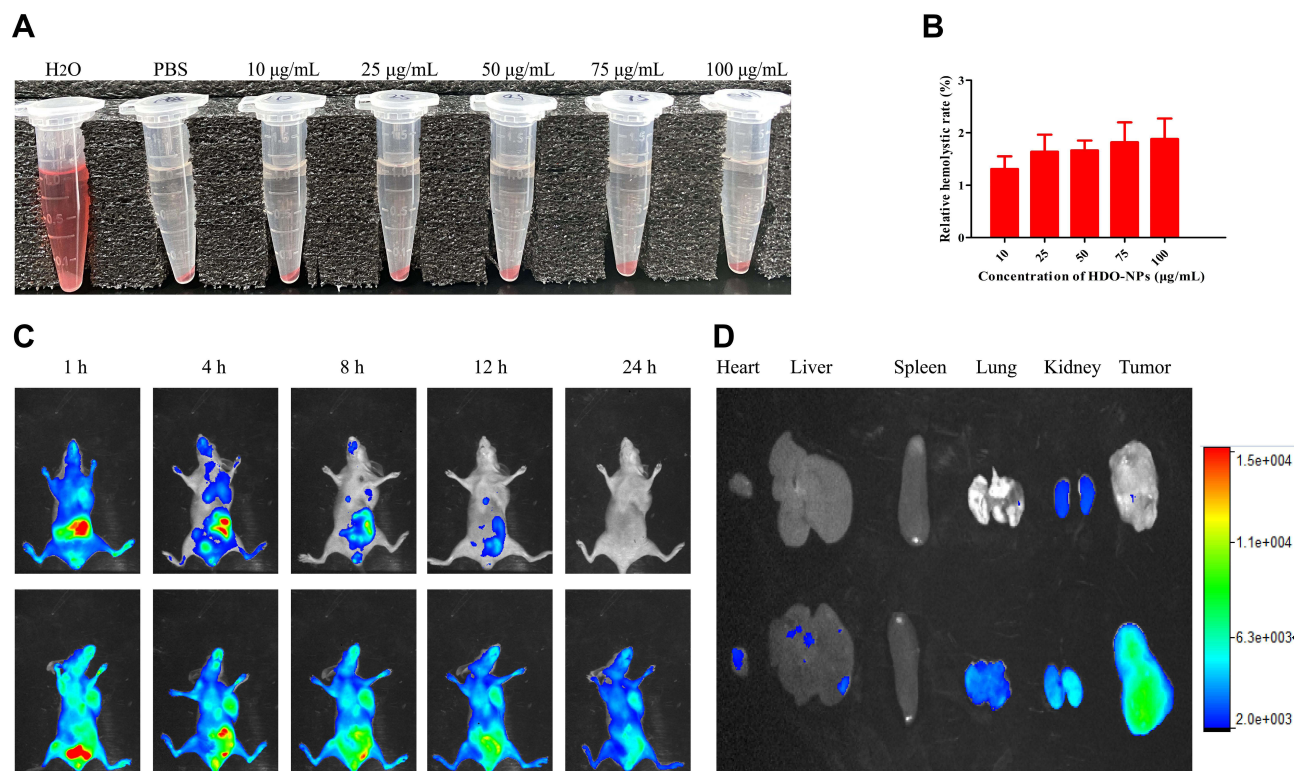 A
H2O PBS 10 μg/mL 25 μg/mL 50 μg/mL 75 μg/mL 100 μg/mL
B
Relative hemolystic rate (%)
3
2
1
0
10 25 50 75 100
Concentration of HDO-NPs (μg/mL)
C
1 h 4 h 8 h 12 h 24 h
D
Heart Liver Spleen Lung Kidney Tumor
1.5e+004
1.1e+004
6.3e+003
2.0e+003